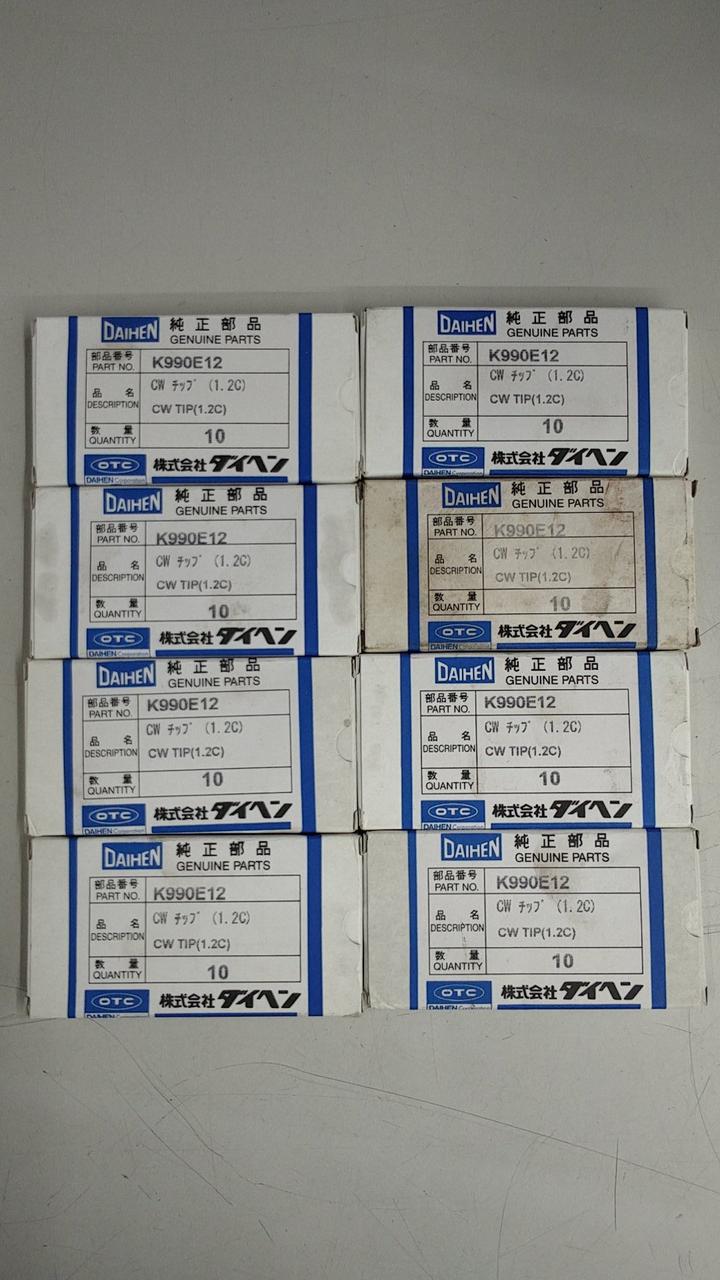 DAIHEN 純正部品
GENUINE PARTS
部品番号
PART NO. K990E12
品名
DESCRIPTION
CW チップ (1.2C)
CW TIP(1.2C)
数量
QUANTITY 10
OTC 株式会社ダイヘン
DAIHEN Corporation
DAIHEN 純正部品
GENUINE PARTS
部品番号
PART NO. K990E12
品名
DESCRIPTION
CW チップ (1.2C)
CW TIP(1.2C)
数量
QUANTITY 10
OTC 株式会社ダイヘン
DAIHEN Corporation
DAIHEN 純正部品
GENUINE PARTS
部品番号
PART NO. K990E12
品名
DESCRIPTION
CW チップ (1.2C)
CW TIP(1.2C)
数量
QUANTITY 10
OTC 株式会社ダイヘン
DAIHEN Corporation
DAIHEN 純正部品
GENUINE PARTS
部品番号
PART NO. K990E12
品名
DESCRIPTION
CW チップ (1.2C)
CW TIP(1.2C)
数量
QUANTITY 10
OTC 株式会社ダイヘン
DAIHEN Corporation
DAIHEN 純正部品
GENUINE PARTS
部品番号
PART NO. K990E12
品名
DESCRIPTION
CW チップ (1.2C)
CW TIP(1.2C)
数量
QUANTITY 10
OTC 株式会社ダイヘン
DAIHEN Corporation
DAIHEN 純正部品
GENUINE PARTS
部品番号
PART NO. K990E12
品名
DESCRIPTION
CW チップ (1.2C)
CW TIP(1.2C)
数量
QUANTITY 10
OTC 株式会社ダイヘン
DAIHEN Corporation
DAIHEN 純正部品
GENUINE PARTS
部品番号
PART NO. K990E12
品名
DESCRIPTION
CW チップ (1.2C)
CW TIP(1.2C)
数量
QUANTITY 10
OTC 株式会社ダイヘン
DAIHEN Corporation
DAIHEN 純正部品
GENUINE PARTS
部品番号
PART NO. K990E12
品名
DESCRIPTION
CW チップ (1.2C)
CW TIP(1.2C)
数量
QUANTITY 10
OTC 株式会社ダイヘン
DAIHEN Corporation